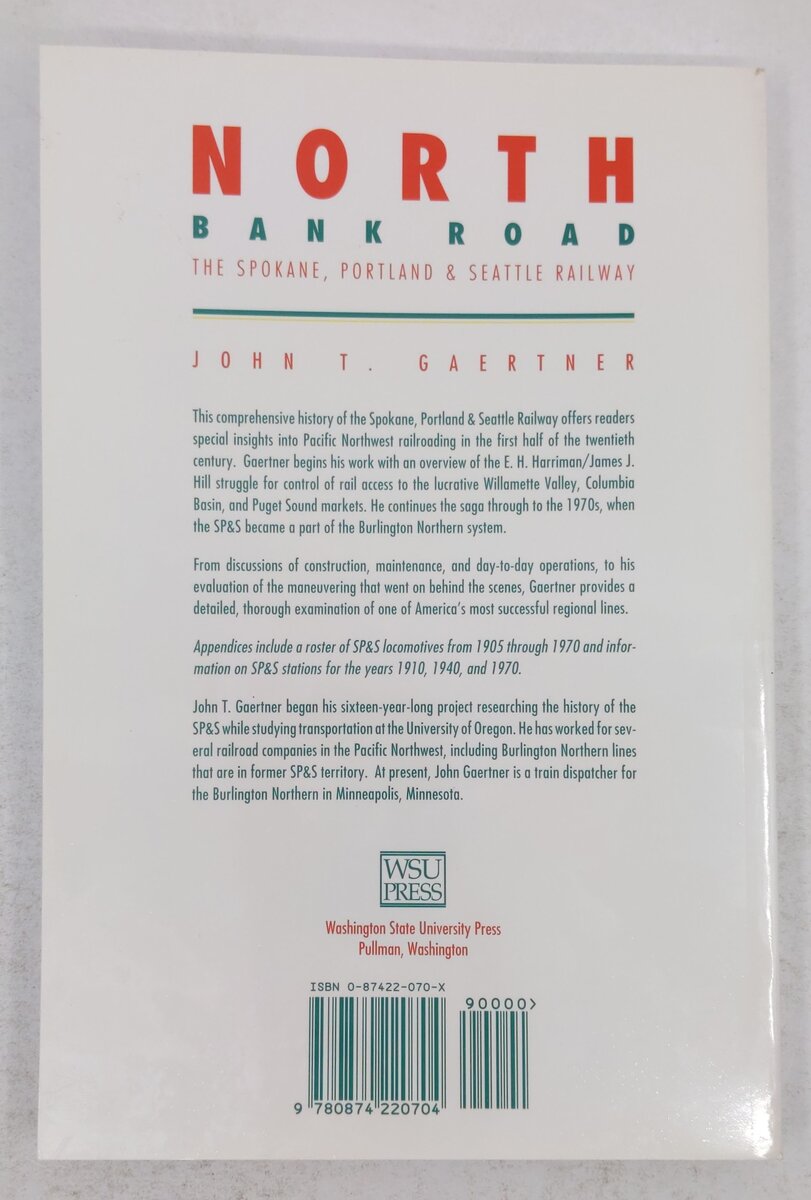 NORTH
BANK ROAD
THE SPOKANE, PORTLAND & SEATTLE RAILWAY
JOHN T. GAERTNER
This comprehensive history of the Spokane, Portland & Seattle Railway offers readers
special insights into Pacific Northwest railroading in the first half of the twentieth
century. Gaertner begins his work with an overview of the E. H. Harriman/James J.
Hill struggle for control of rail access to the lucrative Willamette Valley, Columbia
Basin, and Puget Sound markets. He continues the saga through to the 1970s, when
the SP&S became a part of the Burlington Northern system.
From discussions of construction, maintenance, and day-to-day operations, to his
evaluation of the maneuvering that went on behind the scenes, Gaertner provides a
detailed, thorough examination of one of America's most successful regional lines.
Appendices include a roster of SP&S locomotives from 1905 through 1970 and infor-
mation on SP&S stations for the years 1910, 1940, and 1970.
John T. Gaertner began his sixteen-year-long project researching the history of the
SP&S while studying transportation at the University of Oregon. He has worked for sev-
eral railroad companies in the Pacific Northwest, including Burlington Northern lines
that are in former SP&S territory. At present, John Gaertner is a train dispatcher for
the Burlington Northern in Minneapolis, Minnesota.
WSU
PRESS
Washington State University Press
Pullman, Washington
ISBN 0-87422-070-X
90000>
9 780874 220704